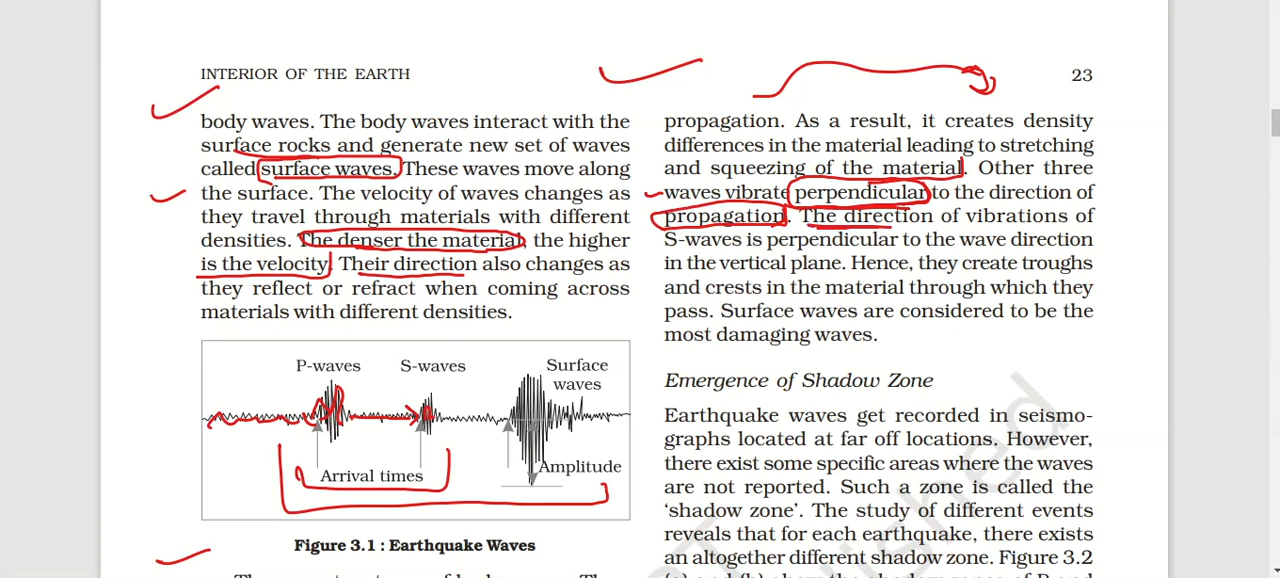 INTERIOR OF THE EARTH
23
body waves. The body waves interact with the
surface rocks and generate new set of waves
called surface waves. These waves move along
the surface. The velocity of waves changes as
they travel through materials with different
densities. The denser the material, the higher
is the velocity. Their direction also changes as
they reflect or refract when coming across
materials with different densities.
P-waves
S-waves
Surface
waves
Amplitude
Arrival times
Figure 3.1 : Earthquake Waves
propagation. As a result, it creates density
differences in the material leading to stretching
and squeezing of the material. Other three
waves vibrate perpendicular to the direction of
propagation. The direction of vibrations of
S-waves is perpendicular to the wave direction
in the vertical plane. Hence, they create troughs
and crests in the material through which they
pass. Surface waves are considered to be the
most damaging waves.
Emergence of Shadow Zone
Earthquake waves get recorded in seismo-
graphs located at far off locations. However,
there exist some specific areas where the waves
are not reported. Such a zone is called the
‘shadow zone’. The study of different events
reveals that for each earthquake, there exists
an altogether different shadow zone. Figure 3.2